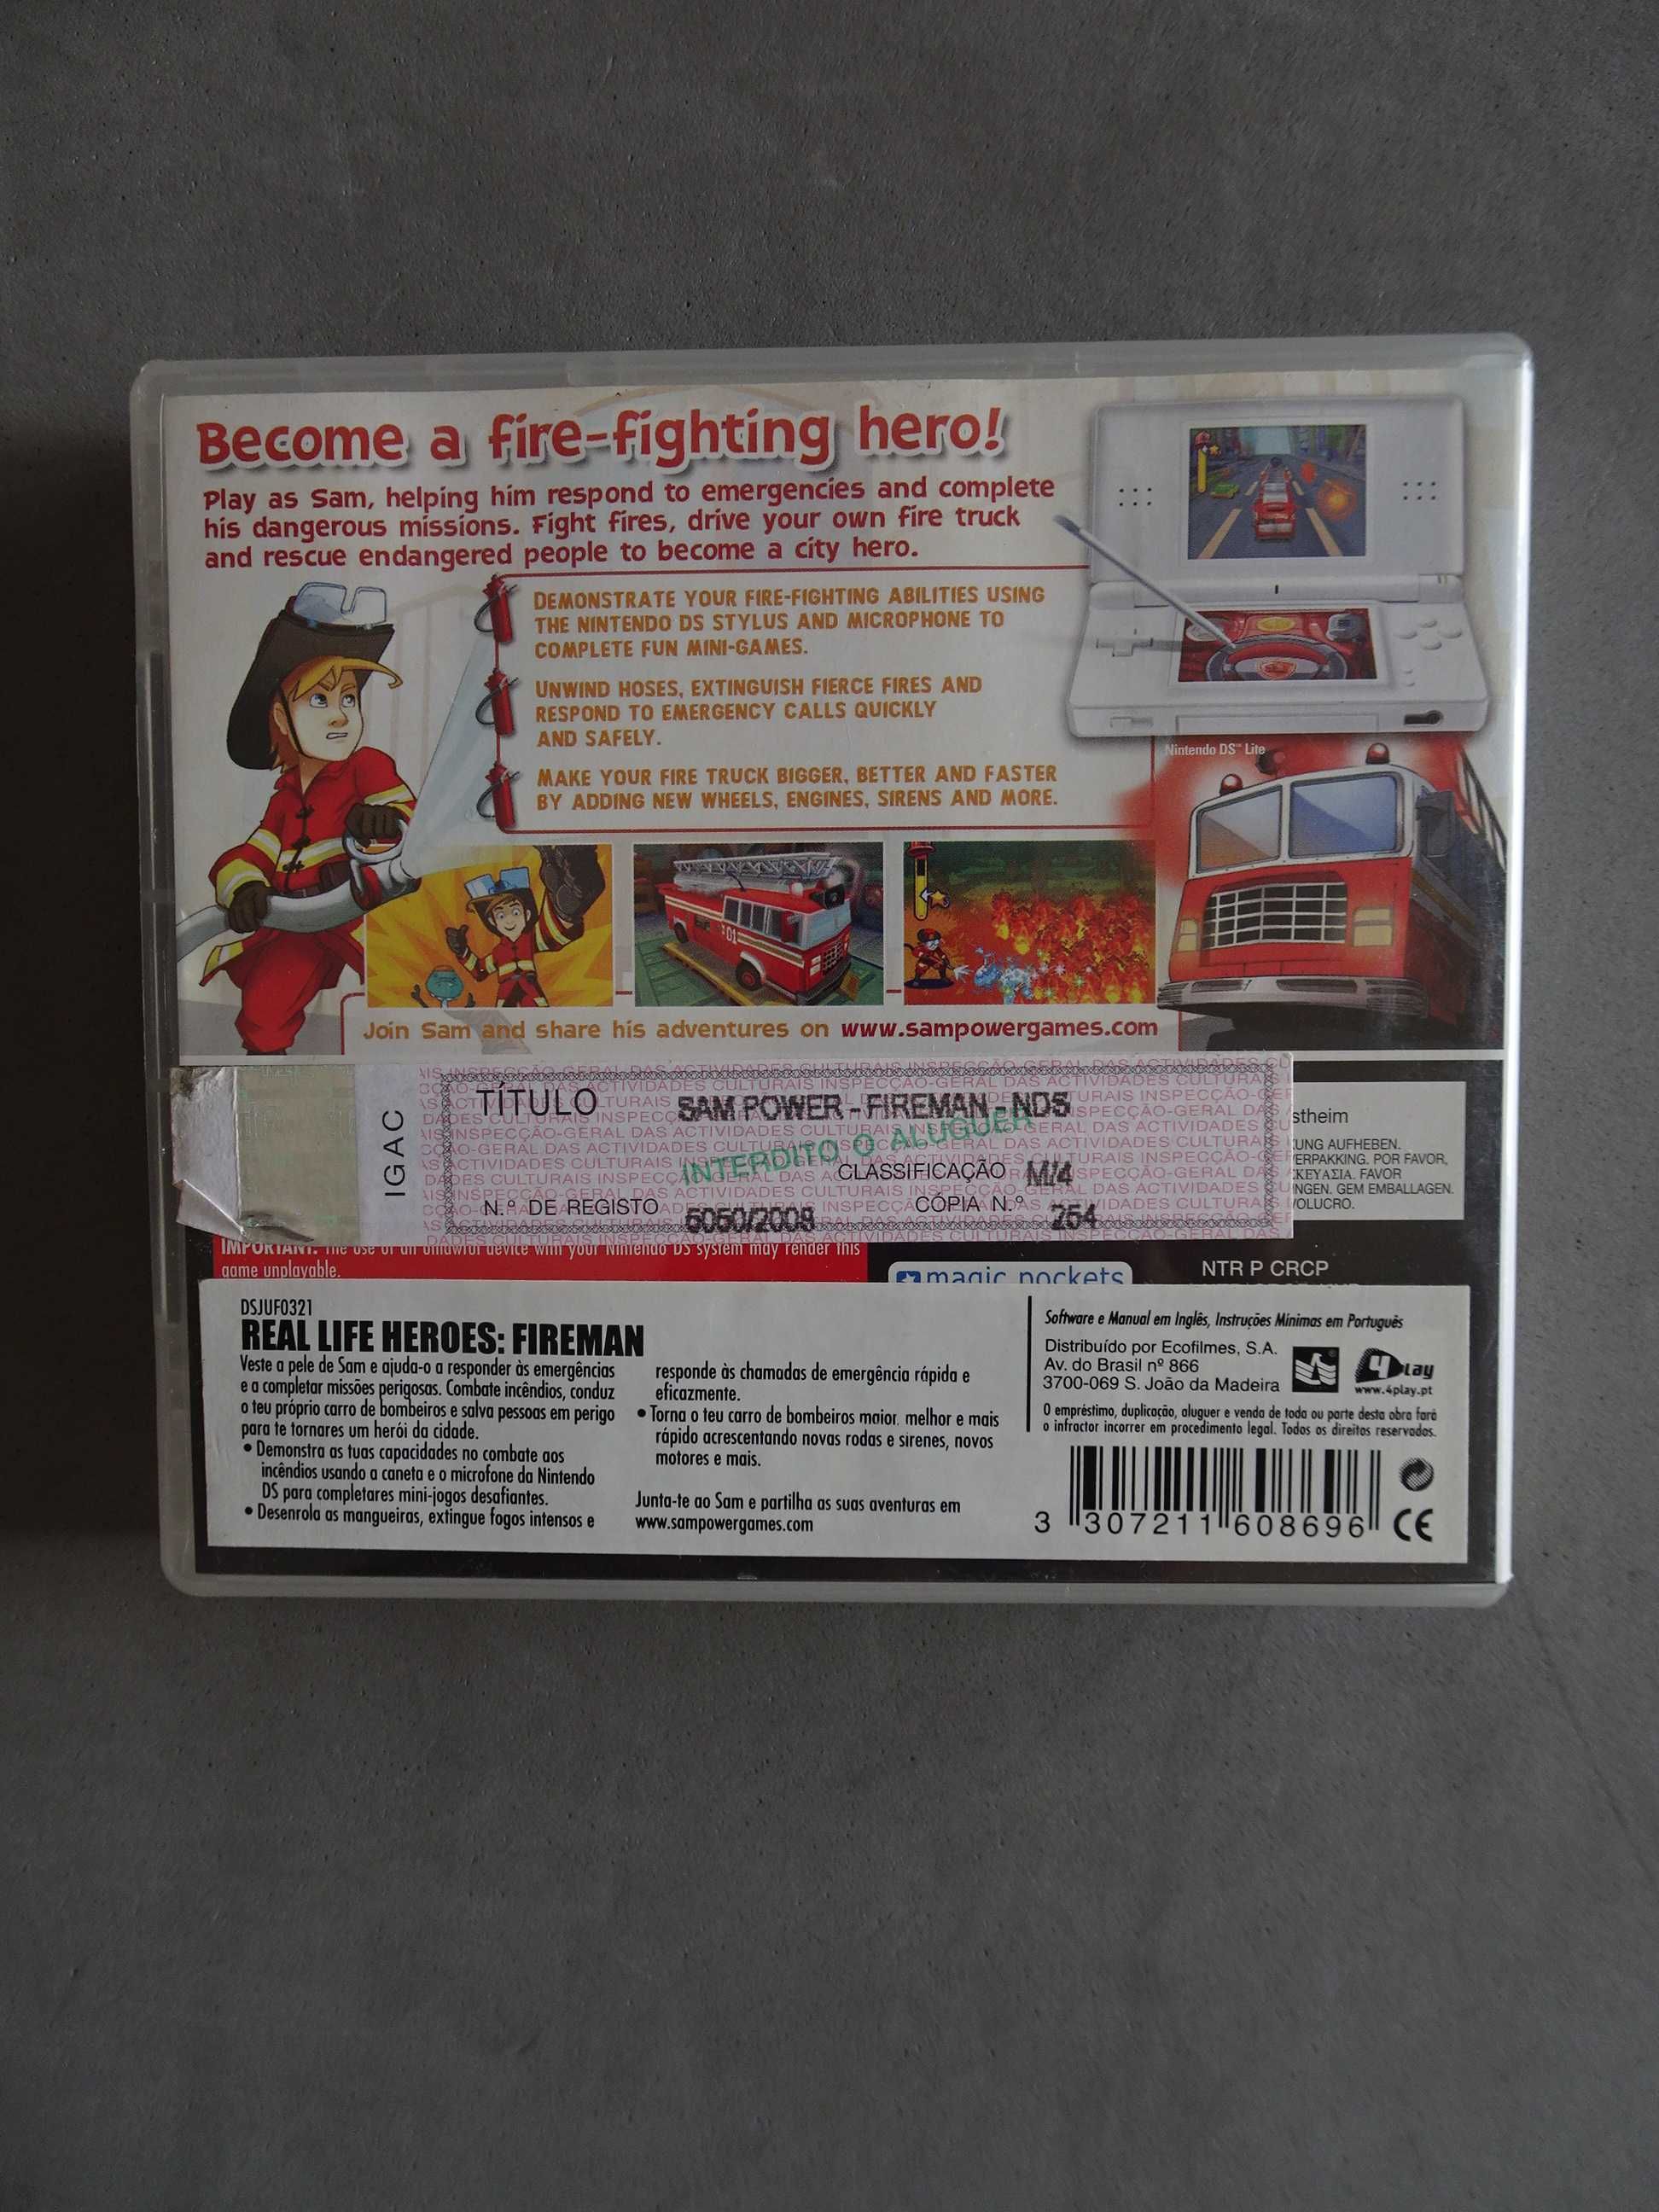 Become a fire-fighting hero!
Play as Sam, helping him respond to emergencies and complete
his dangerous missions. Fight fires, drive your own fire truck
and rescue endangered people to become a city hero.
DEMONSTRATE YOUR FIRE-FIGHTING ABILITIES USING
THE NINTENDO DS STYLUS AND MICROPHONE TO
COMPLETE FUN MINI-GAMES.
UNWIND HOSES, EXTINGUISH FIERCE FIRES AND
RESPOND TO EMERGENCY CALLS QUICKLY
AND SAFELY.
MAKE YOUR FIRE TRUCK BIGGER, BETTER AND FASTER
BY ADDING NEW WHEELS, ENGINES, SIRENS AND MORE.
Nintendo DS™ Lite
01
Join Sam and share his adventures on www.sampowergames.com
IGAC
TÍTULO SAM POWER - FIREMAN - NDS
INTERDITO O ALUGUER
CLASSIFICAÇÃO M/4
N.º DE REGISTO 5050/2008 CÓPIA N.º 254
INSPECÇÃO-GERAL DAS ACTIVIDADES CULTURAIS
stheim
UNG AUFHEBEN.
ERPAKKING. POR FAVOR,
ΚΕΥΑΣΙΑ. FAVOR
NGEN. GEM EMBALLAGEN.
VOLUCRO.
IMPORTANT: The use of an unlawful device with your Nintendo DS system may render this
game unplayable.
magic pockets
NTR P CRCP
DSJUF0321
REAL LIFE HEROES: FIREMAN
Veste a pele de Sam e ajuda-o a responder às emergências
e a completar missões perigosas. Combate incêndios, conduz
o teu próprio carro de bombeiros e salva pessoas em perigo
para te tornares um herói da cidade.
• Demonstra as tuas capacidades no combate aos
incêndios usando a caneta e o microfone da Nintendo
DS para completares mini-jogos desafiantes.
• Desenrola as mangueiras, extingue fogos intensos e
responde às chamadas de emergência rápida e
eficazmente.
• Torna o teu carro de bombeiros maior, melhor e mais
rápido acrescentando novas rodas e sirenes, novos
motores e mais.
Junta-te ao Sam e partilha as suas aventuras em
www.sampowergames.com
Software e Manual em Inglês, Instruções Mínimas em Português
Distribuído por Ecofilmes, S.A.
Av. do Brasil nº 866
3700-069 S. João da Madeira
4Play
www.4play.pt
O empréstimo, duplicação, aluguer e venda de toda ou parte desta obra fará
o infractor incorrer em procedimento legal. Todos os direitos reservados.
3 307211 608696
CE